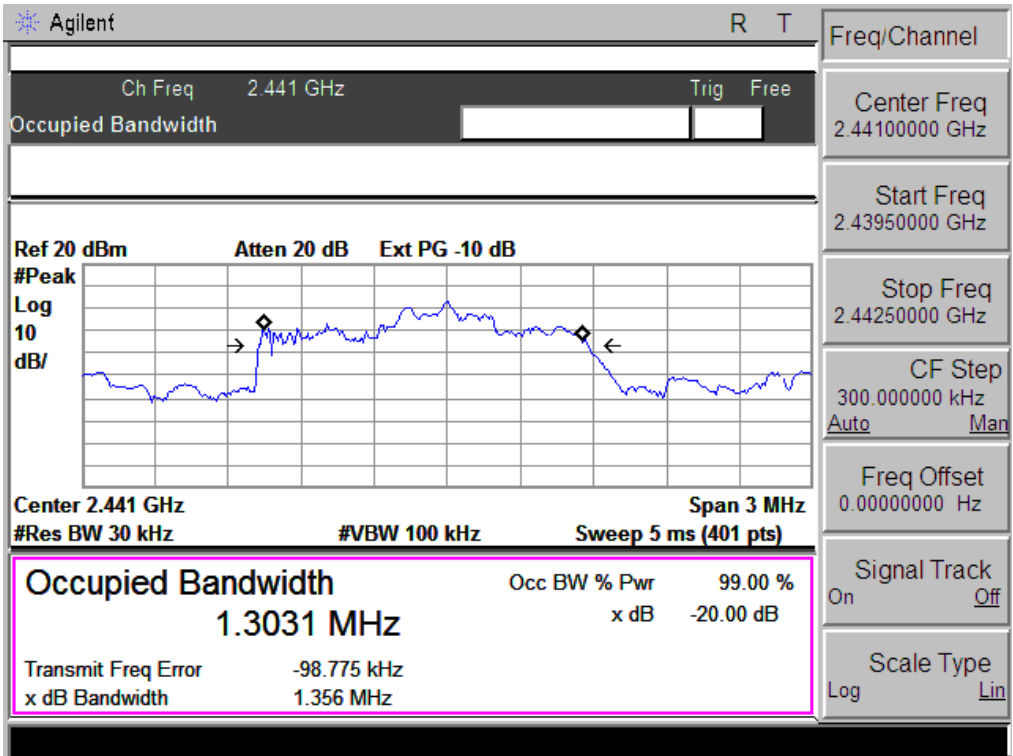 Agilent R T
Ch Freq 2.441 GHz Trig Free
Occupied Bandwidth
Ref 20 dBm Atten 20 dB Ext PG -10 dB
#Peak
Log
10
dB/
Center 2.441 GHz Span 3 MHz
#Res BW 30 kHz #VBW 100 kHz Sweep 5 ms (401 pts)
Occupied Bandwidth Occ BW % Pwr 99.00 %
1.3031 MHz x dB -20.00 dB
Transmit Freq Error -98.775 kHz
x dB Bandwidth 1.356 MHz
Freq/Channel
Center Freq
2.44100000 GHz
Start Freq
2.43950000 GHz
Stop Freq
2.44250000 GHz
CF Step
300.000000 kHz
Auto Man
Freq Offset
0.00000000 Hz
Signal Track
On Off
Scale Type
Log Lin